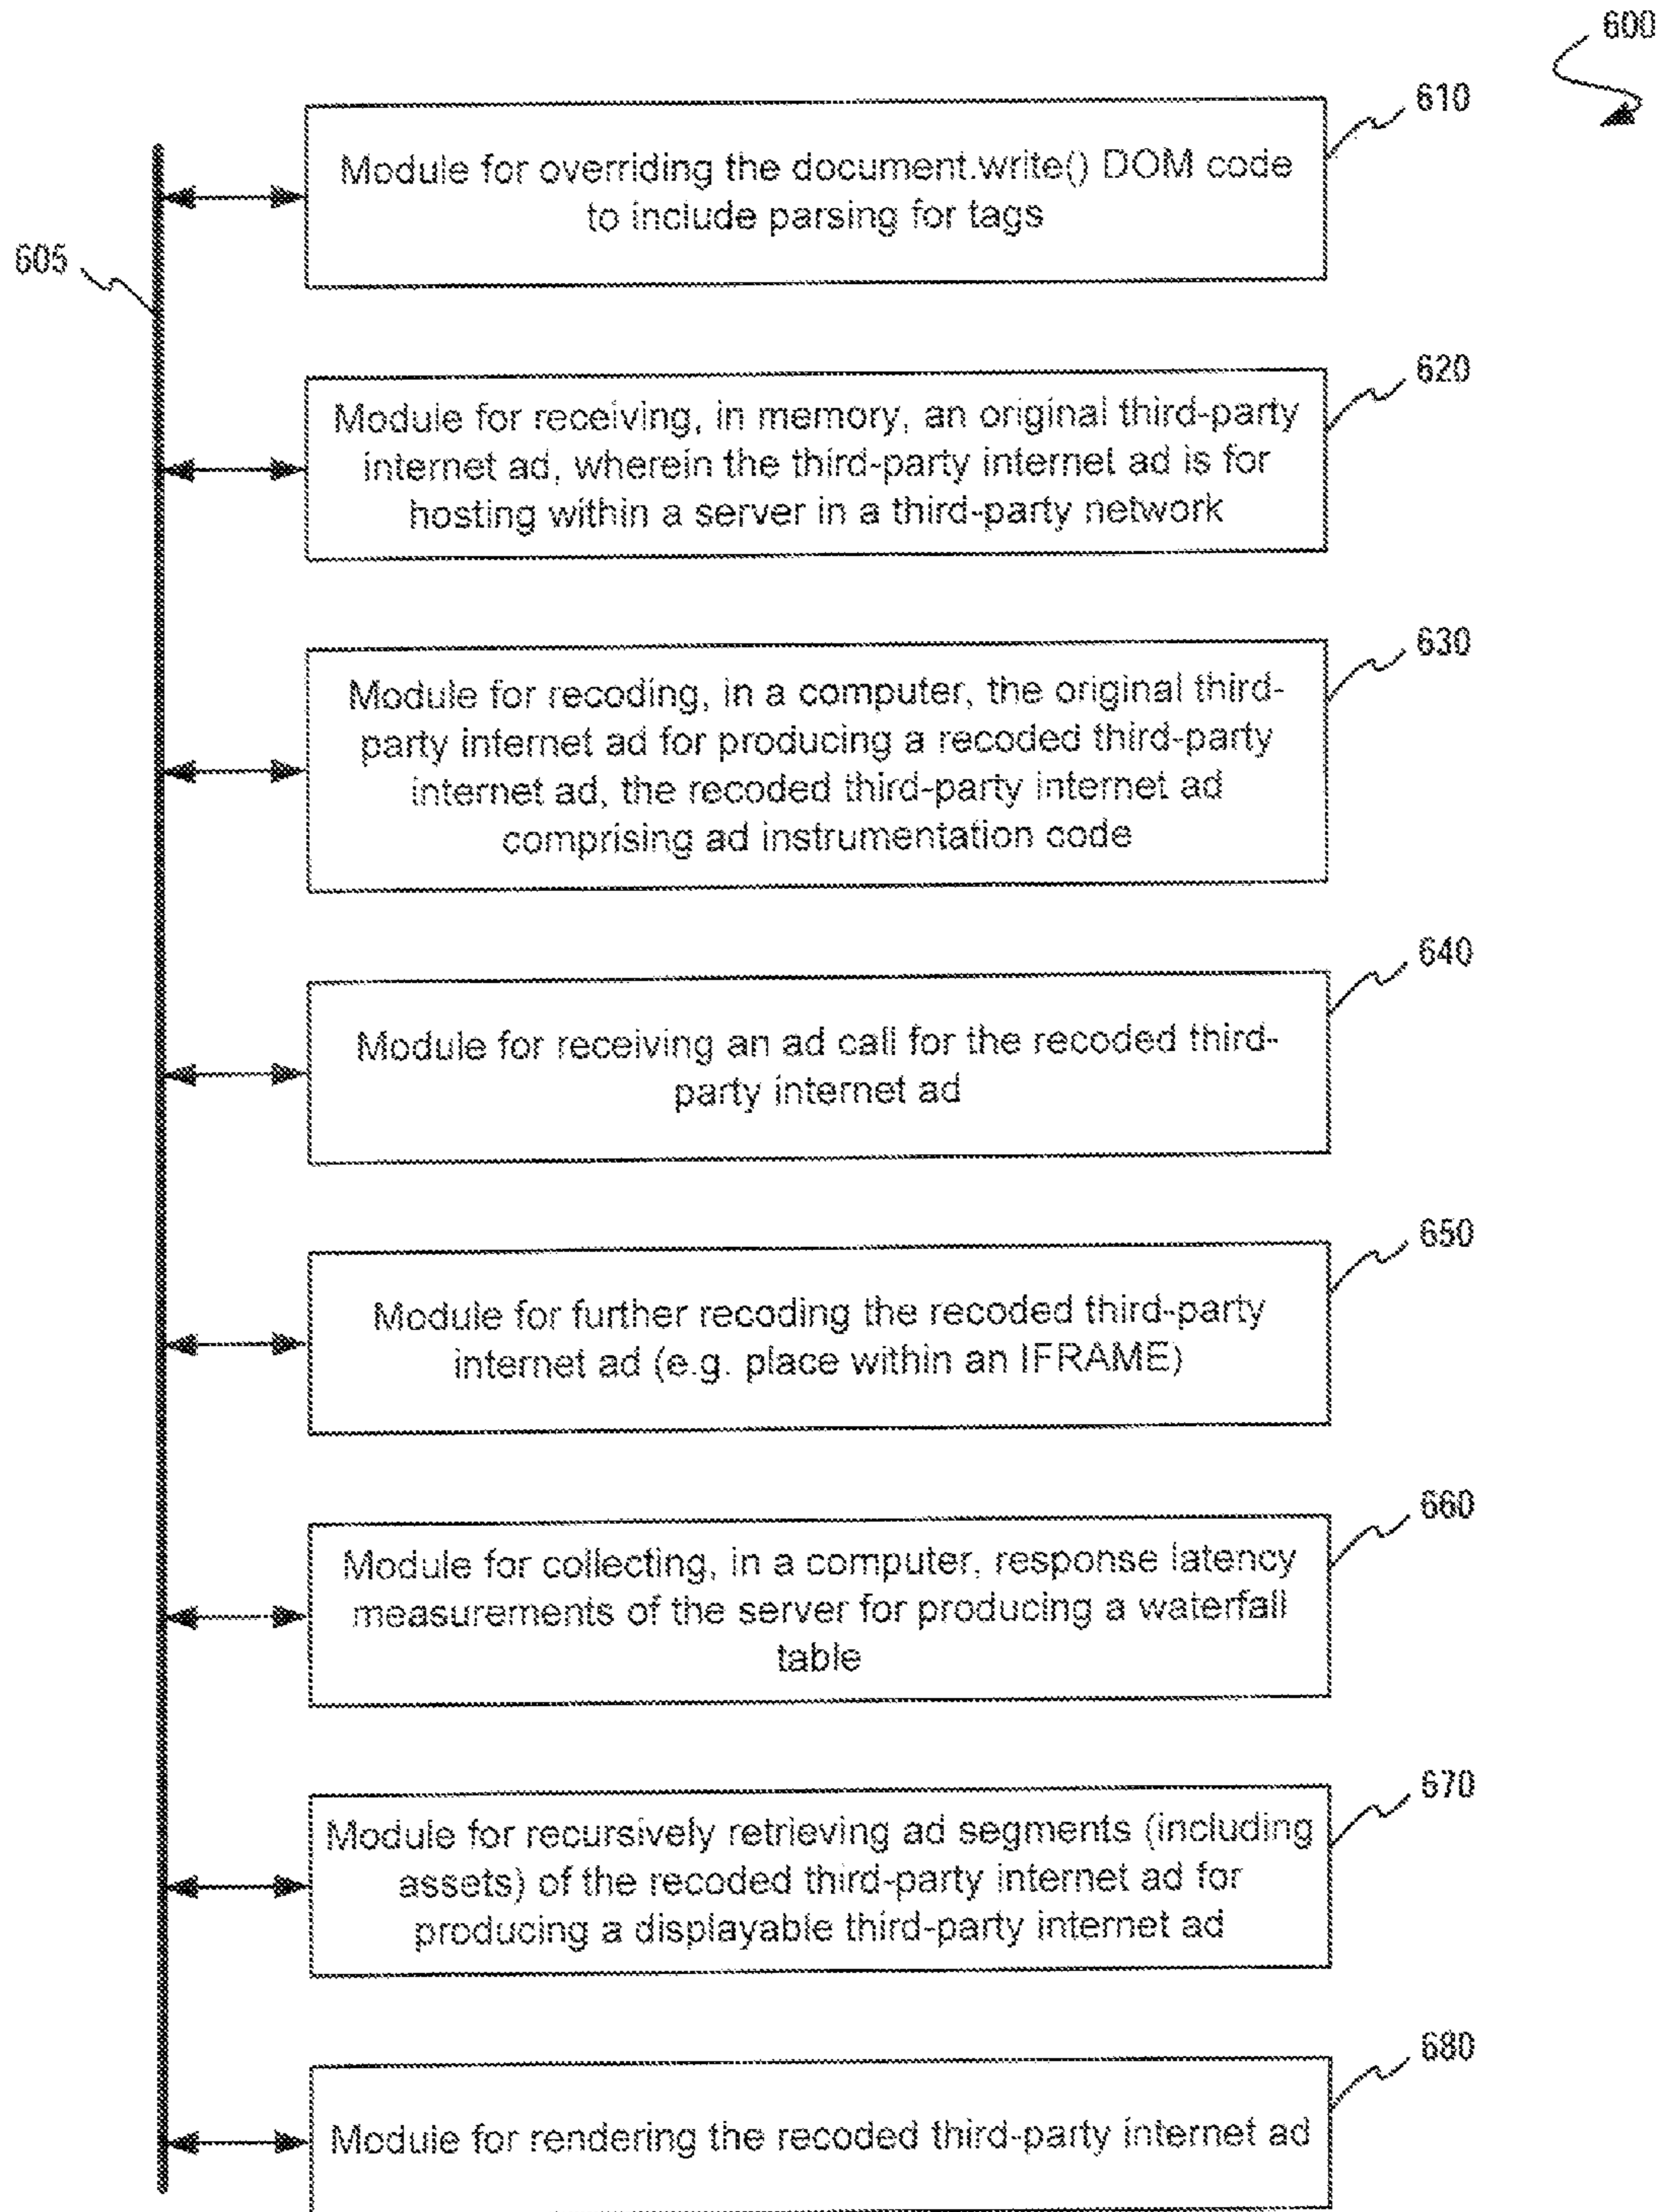 600
610
Module for overriding the document.write() DOM code
to include parsing for tags
605
620
Module for receiving, in memory, an original third-party
internet ad, wherein the third-party internet ad is for
hosting within a server in a third-party network
630
Module for recoding, in a computer, the original third-
party internet ad for producing a recoded third-party
internet ad, the recoded third-party internet ad
comprising ad instrumentation code
640
Module for receiving an ad call for the recoded third-
party internet ad
650
Module for further recoding the recoded third-party
internet ad (e.g. place within an IFRAME)
660
Module for collecting, in a computer, response latency
measurements of the server for producing a waterfall
table
670
Module for recursively retrieving ad segments (including
assets) of the recoded third-party internet ad for
producing a displayable third-party internet ad
680
Module for rendering the recoded third-party internet ad